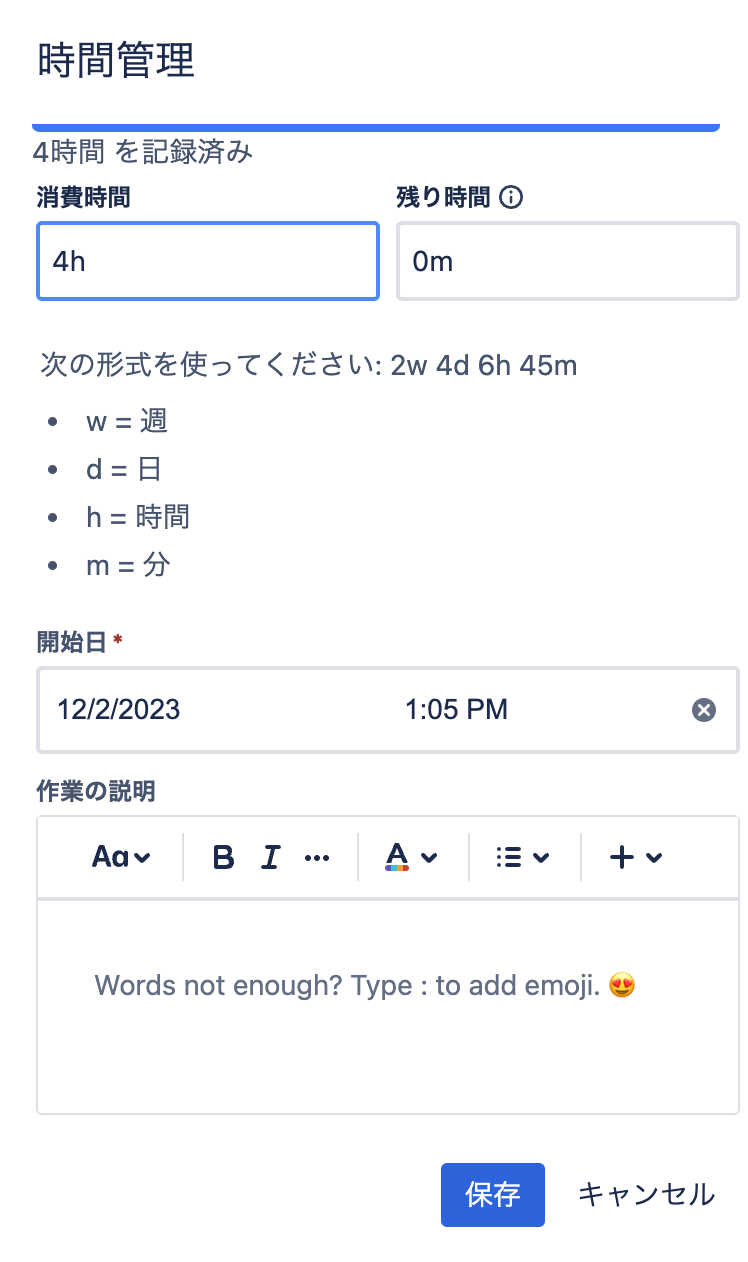 時間管理
4時間 を記録済み
消費時間 残り時間
4h 0m
次の形式を使ってください: 2w 4d 6h 45m
• w = 週
• d = 日
• h = 時間
• m = 分
開始日*
12/2/2023 1:05 PM
作業の説明
Aa B I ••• A
Words not enough? Type : to add emoji. 😍
保存 キャンセル